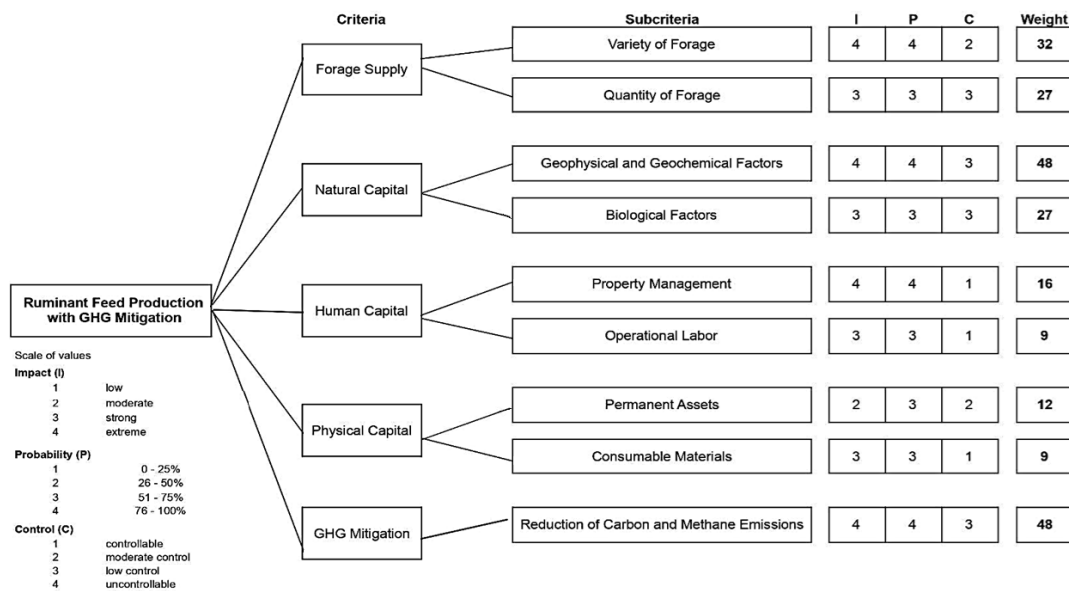 Criteria Subcriteria I P C Weight
Variety of Forage 4 4 2 32
Forage Supply
Quantity of Forage 3 3 3 27
Geophysical and Geochemical Factors 4 4 3 48
Natural Capital
Biological Factors 3 3 3 27
Ruminant Feed Production
with GHG Mitigation
Property Management 4 4 1 16
Human Capital
Operational Labor 3 3 1 9
Permanent Assets 2 3 2 12
Physical Capital
Consumable Materials 3 3 1 9
GHG Mitigation Reduction of Carbon and Methane Emissions 4 4 3 48
Scale of values
Impact (I)
1 low
2 moderate
3 strong
4 extreme
Probability (P)
1 0 - 25%
2 26 - 50%
3 51 - 75%
4 76 - 100%
Control (C)
1 controllable
2 moderate control
3 low control
4 uncontrollable